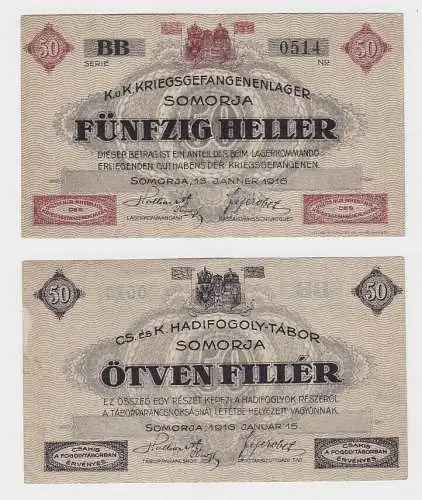 50 BB 0514 50
SERIE No
K.u.K. KRIEGSGEFANGENENLAGER
SOMORJA
FÜNFZIG HELLER
DIESER BETRAG IST EIN ANTEIL DES BEIM LAGERKOMMANDO
ERLIEGENDEN GUTHABENS DER KRIEGSGEFANGENEN.
SOMORJA, 15. JÄNNER 1916
LAGERKOMMANDANT
50 50
CS. és K. HADIFOGOLY-TÁBOR
SOMORJA
ÖTVEN FILLÉR
EZ ÖSSZEG EGY RÉSZÉT KÉPEZI A HADIFOGLYOK RÉSZÉRŐL
A TÁBORPARANCSNOKSÁGNÁL LETÉTBE HELYEZETT VAGYONNAK.
SOMORJA, 1916 JANUÁR 15.
TÁBORPARANCSNOK
CSAKIS CSAKIS
A FOGOLYTÁBORBAN A FOGOLYTÁBORBAN
ÉRVÉNYES ÉRVÉNYES